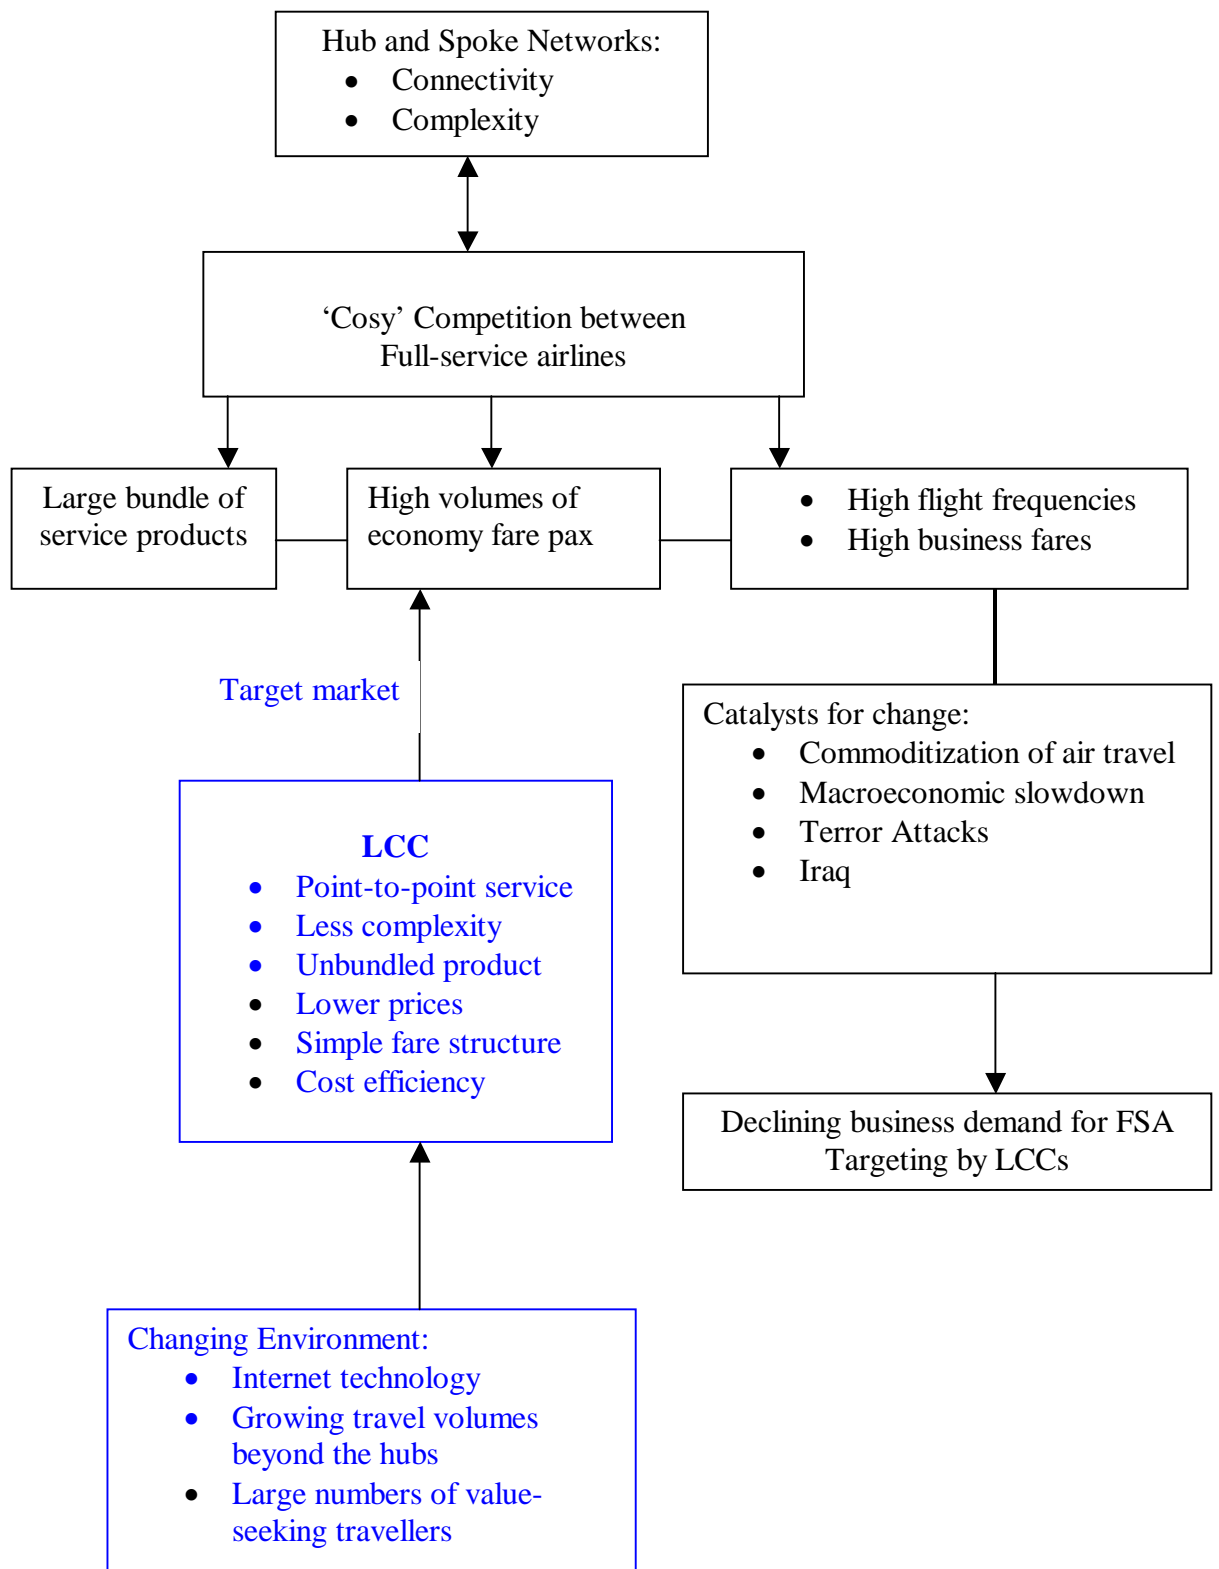 Hub and Spoke Networks:
• Connectivity
• Complexity
‘Cosy’ Competition between
Full-service airlines
Large bundle of
service products
High volumes of
economy fare pax
• High flight frequencies
• High business fares
Target market
Catalysts for change:
• Commoditization of air travel
• Macroeconomic slowdown
• Terror Attacks
• Iraq
LCC
• Point-to-point service
• Less complexity
• Unbundled product
• Lower prices
• Simple fare structure
• Cost efficiency
Declining business demand for FSA
Targeting by LCCs
Changing Environment:
• Internet technology
• Growing travel volumes
beyond the hubs
• Large numbers of value-
seeking travellers